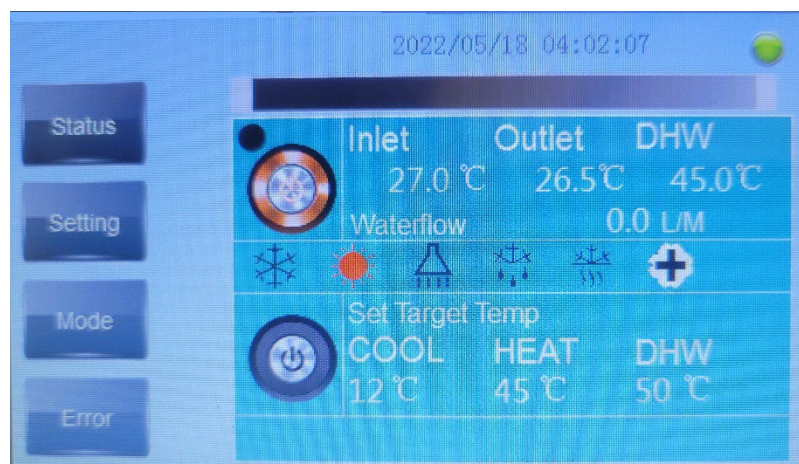 2022/05/18 04:02:07
Status
Setting
Mode
Error
Inlet Outlet DHW
27.0 ℃ 26.5℃ 45.0℃
Waterflow 0.0 L/M
Set Target Temp
COOL HEAT DHW
12 ℃ 45 ℃ 50 ℃